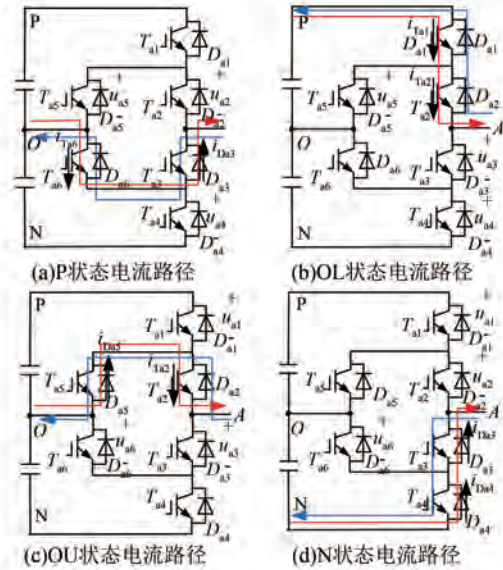 P
T_a1
D_a1
+
+
T_a5
u_a5
D_a5
-
T_a2
u_a2
D_a2
-
O
i_Ta6
T_a6
D_a6
T_a3
i_Da3
D_a3
+
T_a4
u_a4
D_a4
-
N
(a)P状态电流路径
P
i_Ta1
D_a1
T_a1
+
i_Ta2
T_a2
D_a2
T_a5
u_a5
D_a5
-
O
A
+
T_a6
D_a6
T_a3
u_a3
D_a3
-
+
T_a4
u_a4
D_a4
-
N
(b)OL状态电流路径
P
+
T_a1
u_a1
D_a1
-
i_Da5
T_a5
D_a5
i_Ta2
T_a2
D_a2
O
A
+
+
T_a6
u_a6
D_a6
-
T_a3
u_a3
D_a3
-
T_a4
D_a4
N
(c)OU状态电流路径
P
+
T_a1
u_a1
D_a1
-
+
T_a5
D_a5
T_a2
u_a2
D_a2
-
O
A
+
T_a6
u_a6
D_a6
-
T_a3
i_Da3
D_a3
T_a4
i_Da4
D_a4
N
(d)N状态电流路径